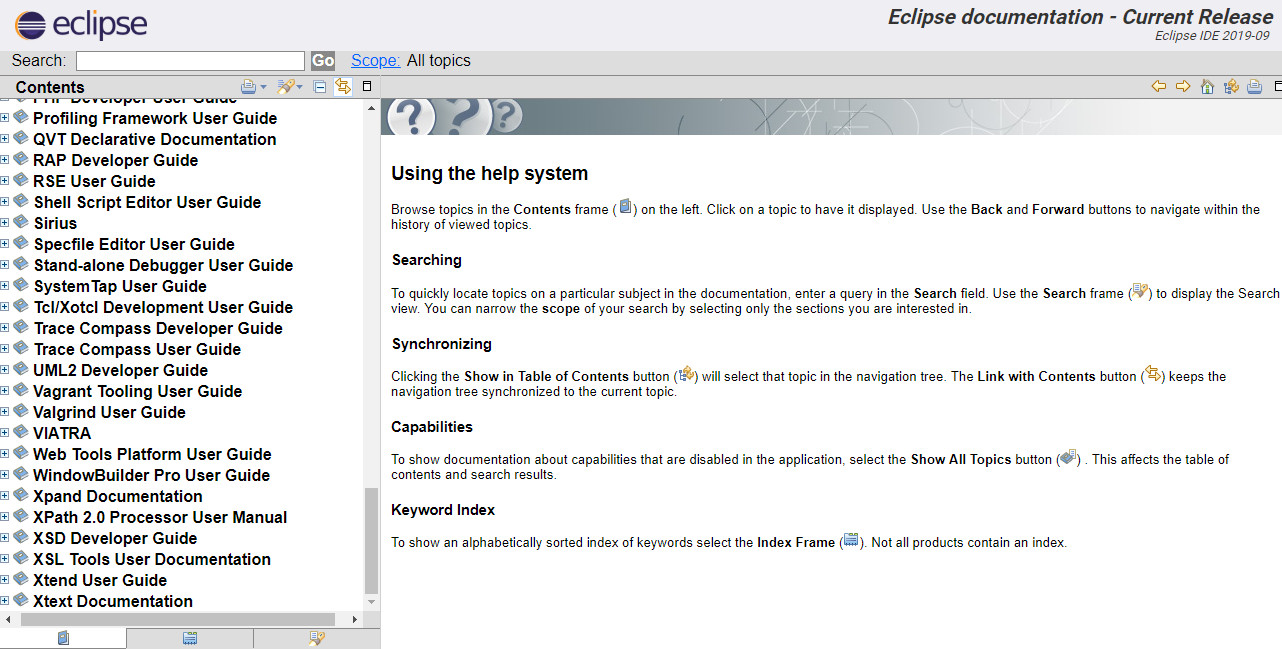 eclipse
Eclipse documentation - Current Release
Eclipse IDE 2019-09
Search: Go Scope: All topics
Contents
PHP Developer User Guide
Profiling Framework User Guide
QVT Declarative Documentation
RAP Developer Guide
RSE User Guide
Shell Script Editor User Guide
Sirius
Specfile Editor User Guide
Stand-alone Debugger User Guide
SystemTap User Guide
Tcl/Xotcl Development User Guide
Trace Compass Developer Guide
Trace Compass User Guide
UML2 Developer Guide
Vagrant Tooling User Guide
Valgrind User Guide
VIATRA
Web Tools Platform User Guide
WindowBuilder Pro User Guide
Xpand Documentation
XPath 2.0 Processor User Manual
XSD Developer Guide
XSL Tools User Documentation
Xtend User Guide
Xtext Documentation
? ? ?
Using the help system
Browse topics in the Contents frame ( ) on the left. Click on a topic to have it displayed. Use the Back and Forward buttons to navigate within the
history of viewed topics.
Searching
To quickly locate topics on a particular subject in the documentation, enter a query in the Search field. Use the Search frame ( ) to display the Search
view. You can narrow the scope of your search by selecting only the sections you are interested in.
Synchronizing
Clicking the Show in Table of Contents button ( ) will select that topic in the navigation tree. The Link with Contents button ( ) keeps the
navigation tree synchronized to the current topic.
Capabilities
To show documentation about capabilities that are disabled in the application, select the Show All Topics button ( ) . This affects the table of
contents and search results.
Keyword Index
To show an alphabetically sorted index of keywords select the Index Frame ( ). Not all products contain an index.